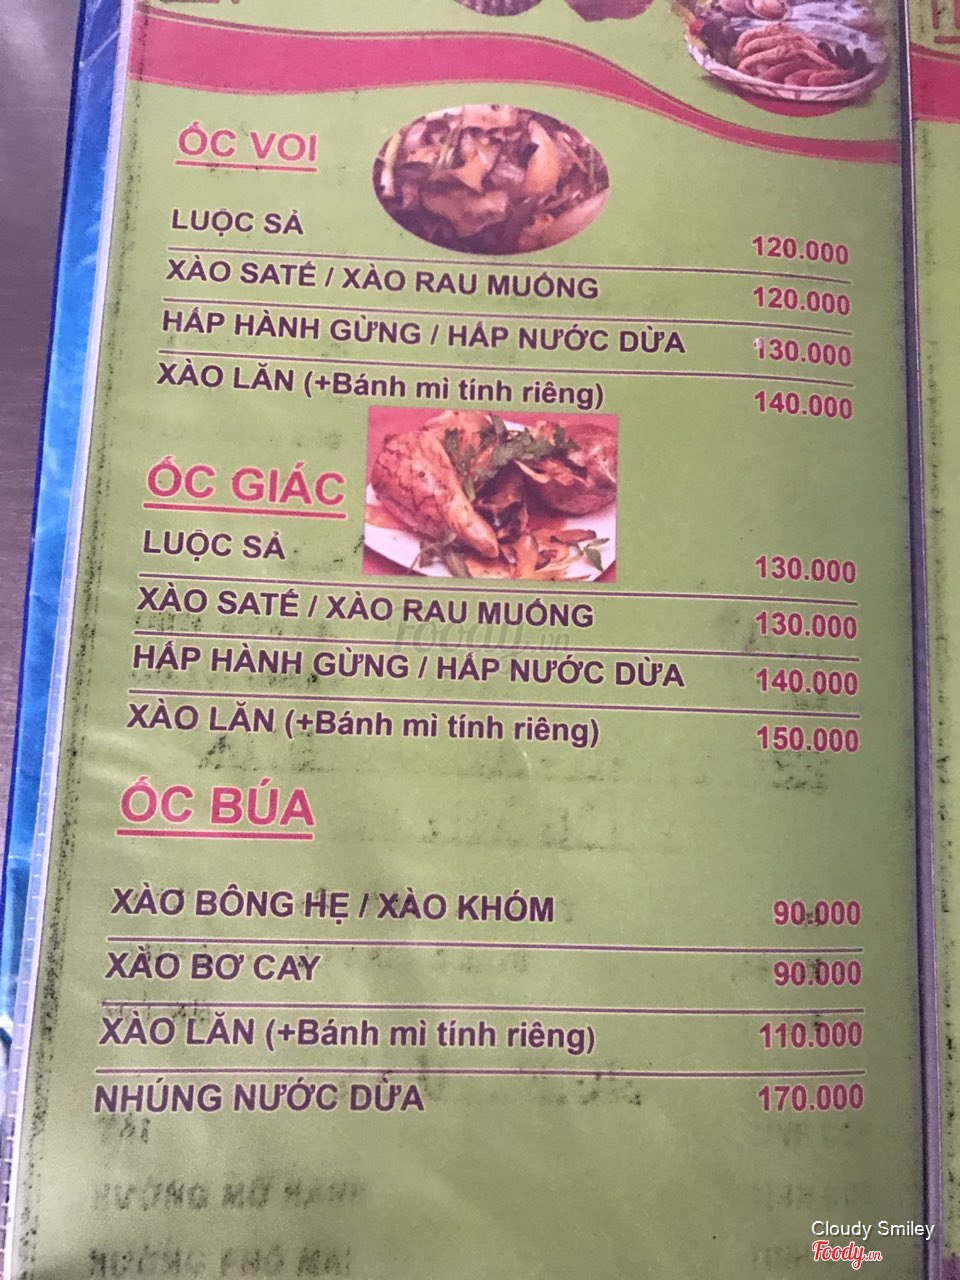 ỐC VOI
LUỘC SẢ 120.000
XÀO SATẾ / XÀO RAU MUỐNG 120.000
HẤP HÀNH GỪNG / HẤP NƯỚC DỪA 130.000
XÀO LĂN (+Bánh mì tính riêng) 140.000
ỐC GIÁC
LUỘC SẢ 130.000
XÀO SATẾ / XÀO RAU MUỐNG 130.000
HẤP HÀNH GỪNG / HẤP NƯỚC DỪA 140.000
XÀO LĂN (+Bánh mì tính riêng) 150.000
ỐC BÚA
XÀO BÔNG HẸ / XÀO KHÓM 90.000
XÀO BƠ CAY 90.000
XÀO LĂN (+Bánh mì tính riêng) 110.000
NHÚNG NƯỚC DỪA 170.000
Foody.vn
Cloudy Smiley
Foody.vn